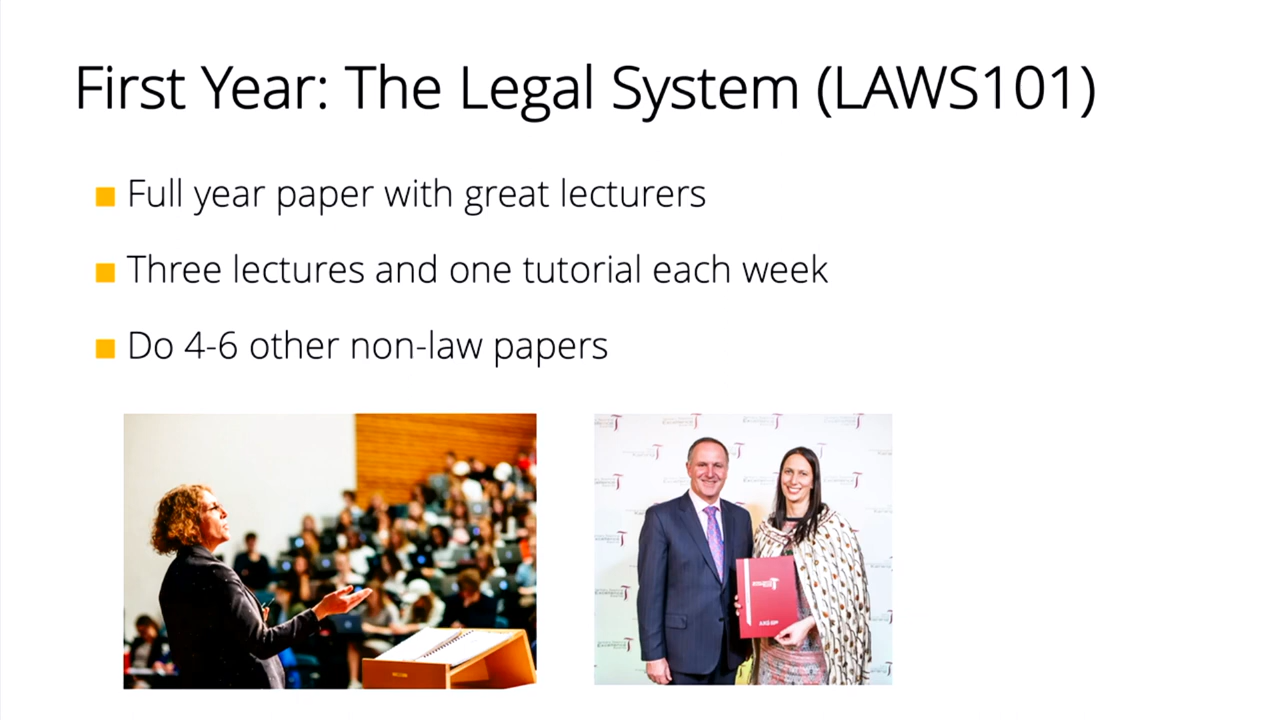 First Year: The Legal System (LAWS101)
Full year paper with great lecturers
Three lectures and one tutorial each week
Do 4-6 other non-law papers